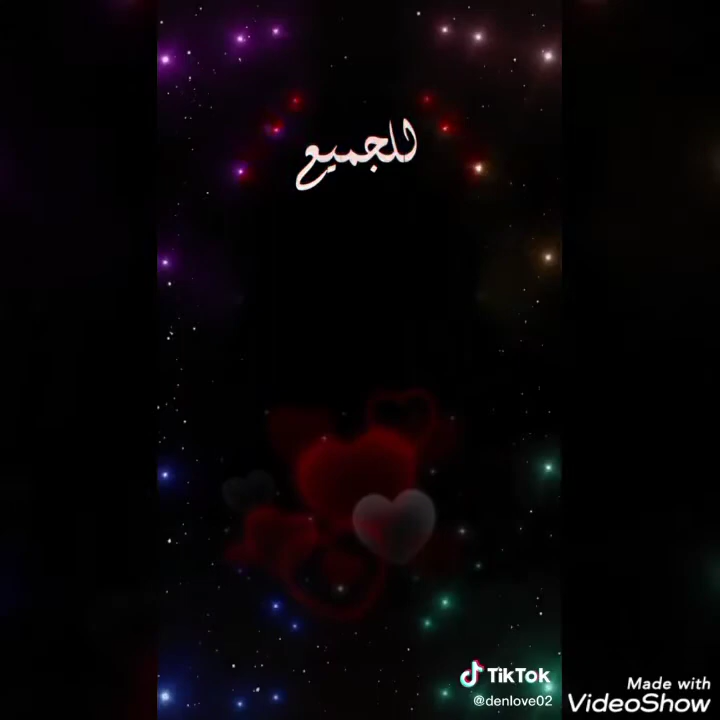 للجميع
TikTok
@denlove02
Made with
VideoShow